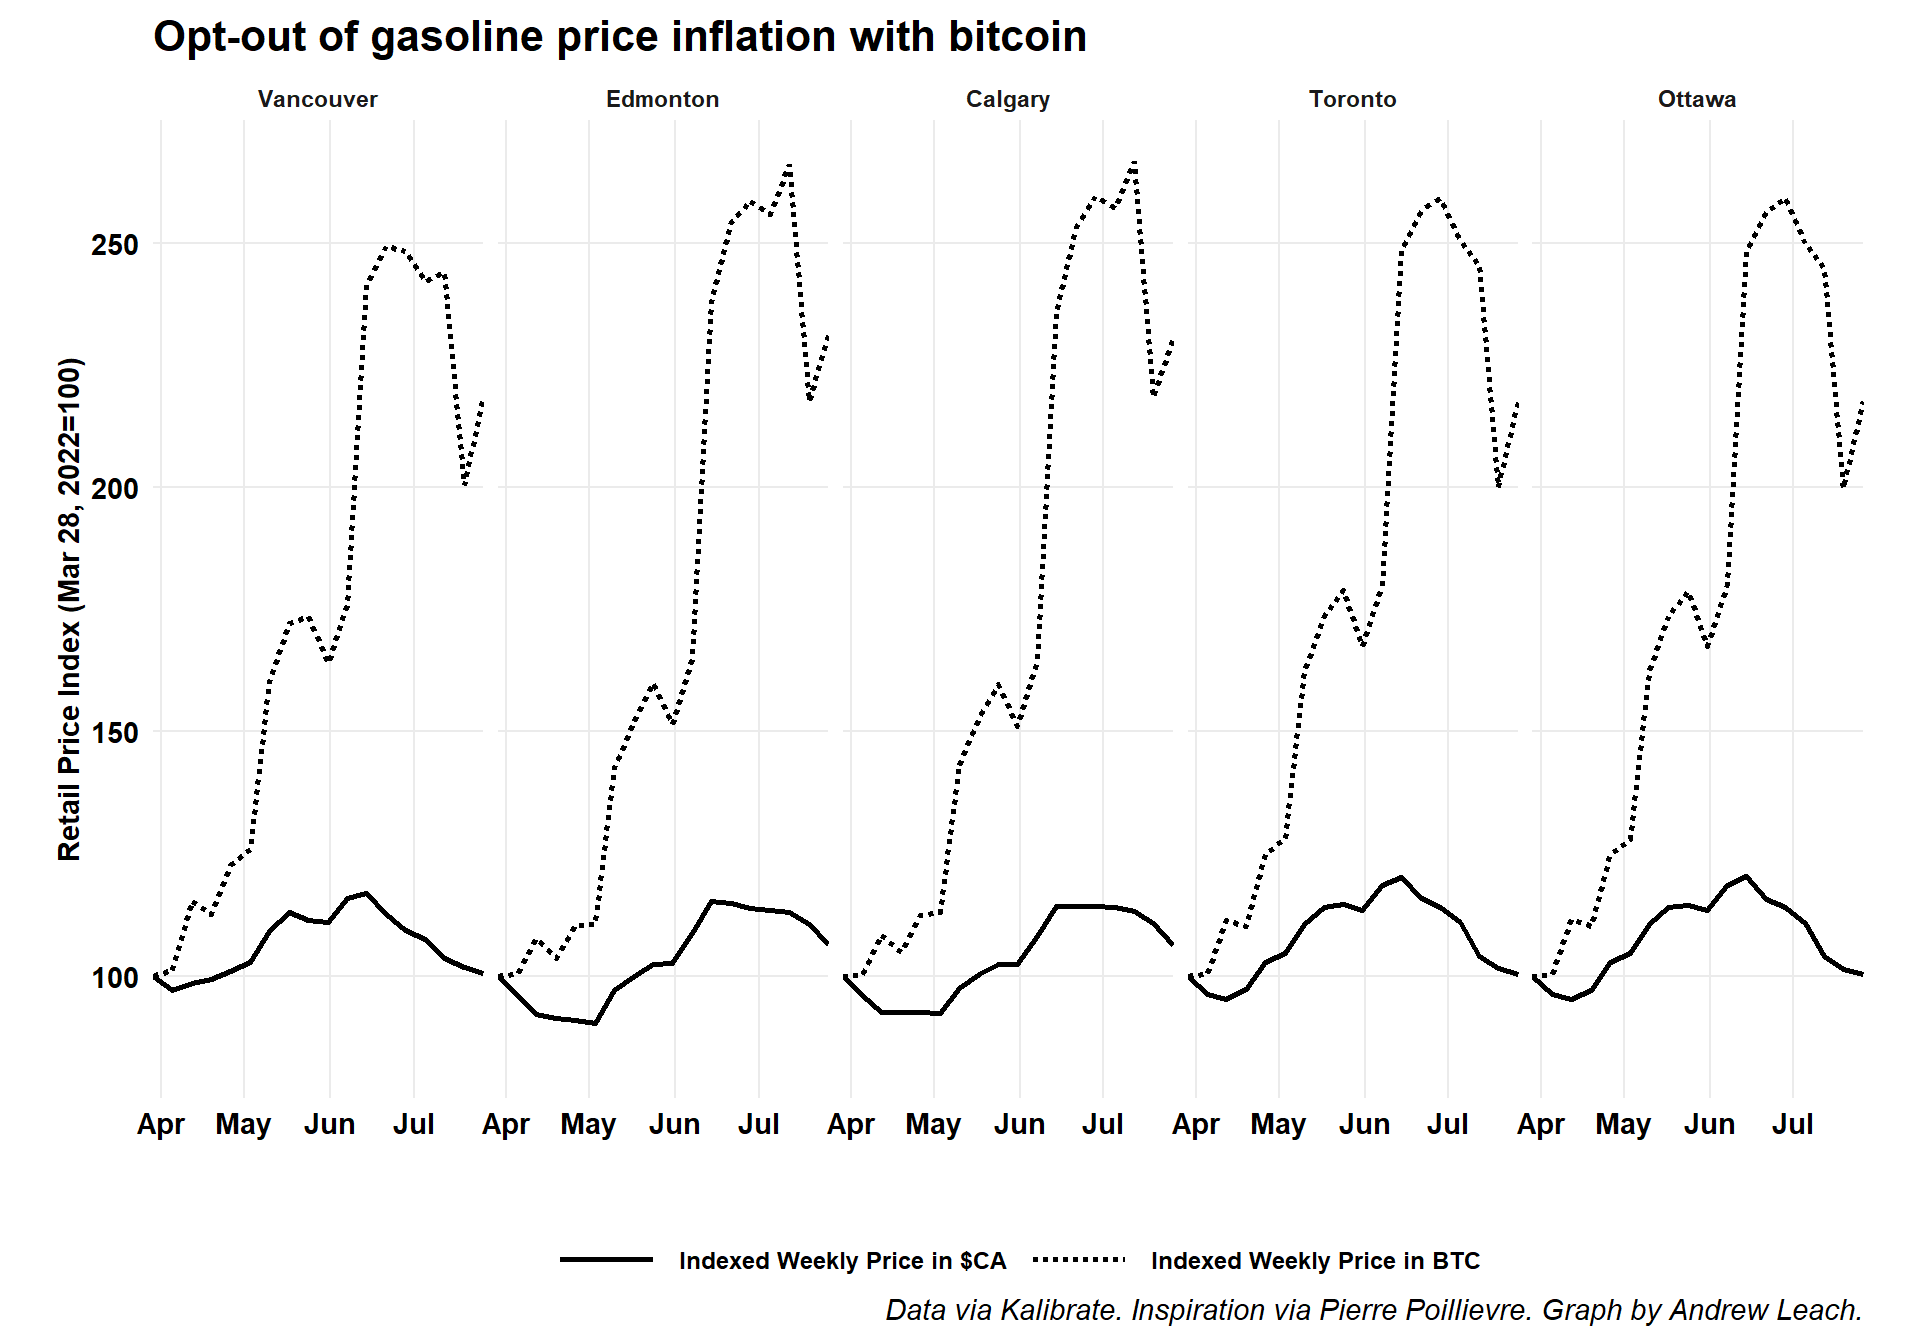 Opt-out of gasoline price inflation with bitcoin
Vancouver Edmonton Calgary Toronto Ottawa
Retail Price Index (Mar 28, 2022=100)
250
200
150
100
Apr May Jun Jul Apr May Jun Jul Apr May Jun Jul Apr May Jun Jul Apr May Jun Jul
Indexed Weekly Price in $CA Indexed Weekly Price in BTC
Data via Kalibrate. Inspiration via Pierre Poillievre. Graph by Andrew Leach.